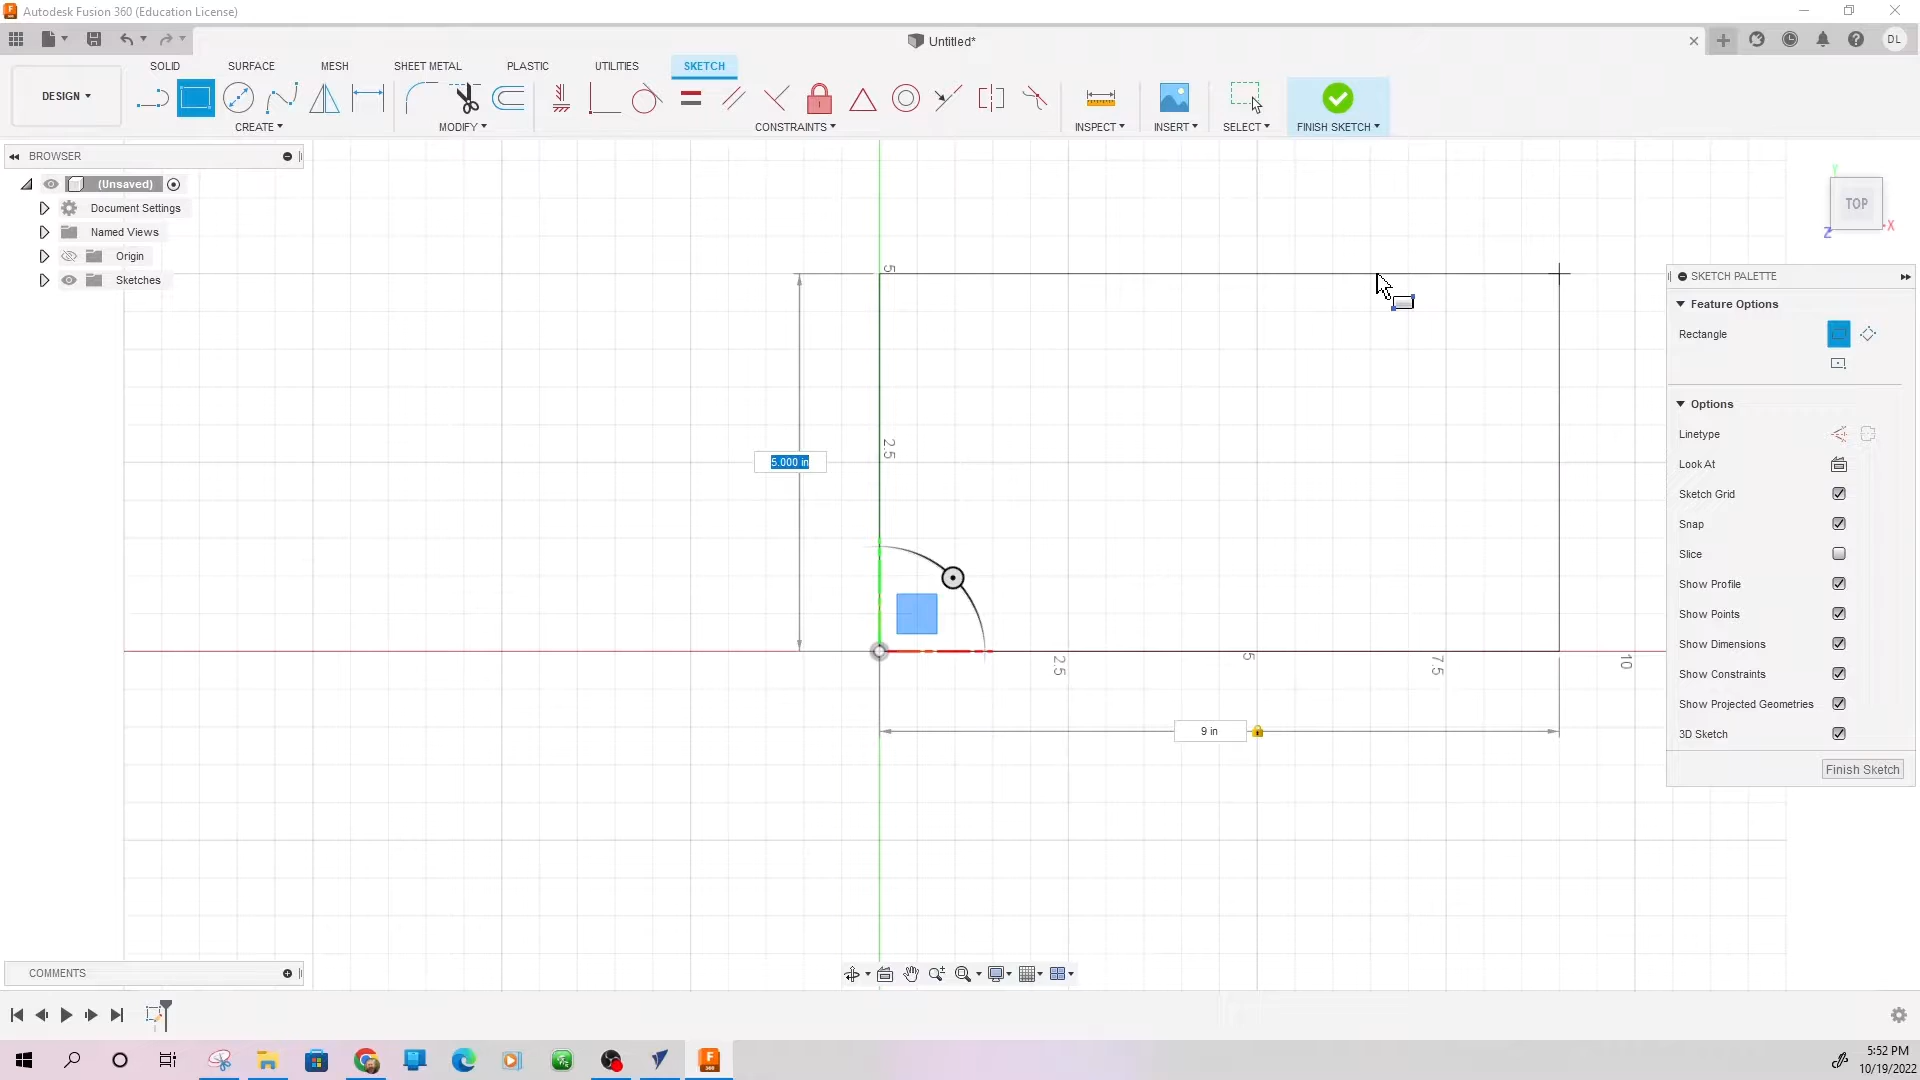 Autodesk Fusion 360 (Education License)
Untitled*
DL
DESIGN
SOLID
SURFACE
MESH
SHEET METAL
PLASTIC
UTILITIES
SKETCH
CREATE
MODIFY
CONSTRAINTS
INSPECT
INSERT
SELECT
FINISH SKETCH
BROWSER
(Unsaved)
Document Settings
Named Views
Origin
Sketches
Y
TOP
X
Z
5
2.5
5.000 in
2.5
5
7.5
10
9 in
SKETCH PALETTE
Feature Options
Rectangle
Options
Linetype
Look At
Sketch Grid
Snap
Slice
Show Profile
Show Points
Show Dimensions
Show Constraints
Show Projected Geometries
3D Sketch
Finish Sketch
COMMENTS
F
360
5:52 PM
10/19/2022